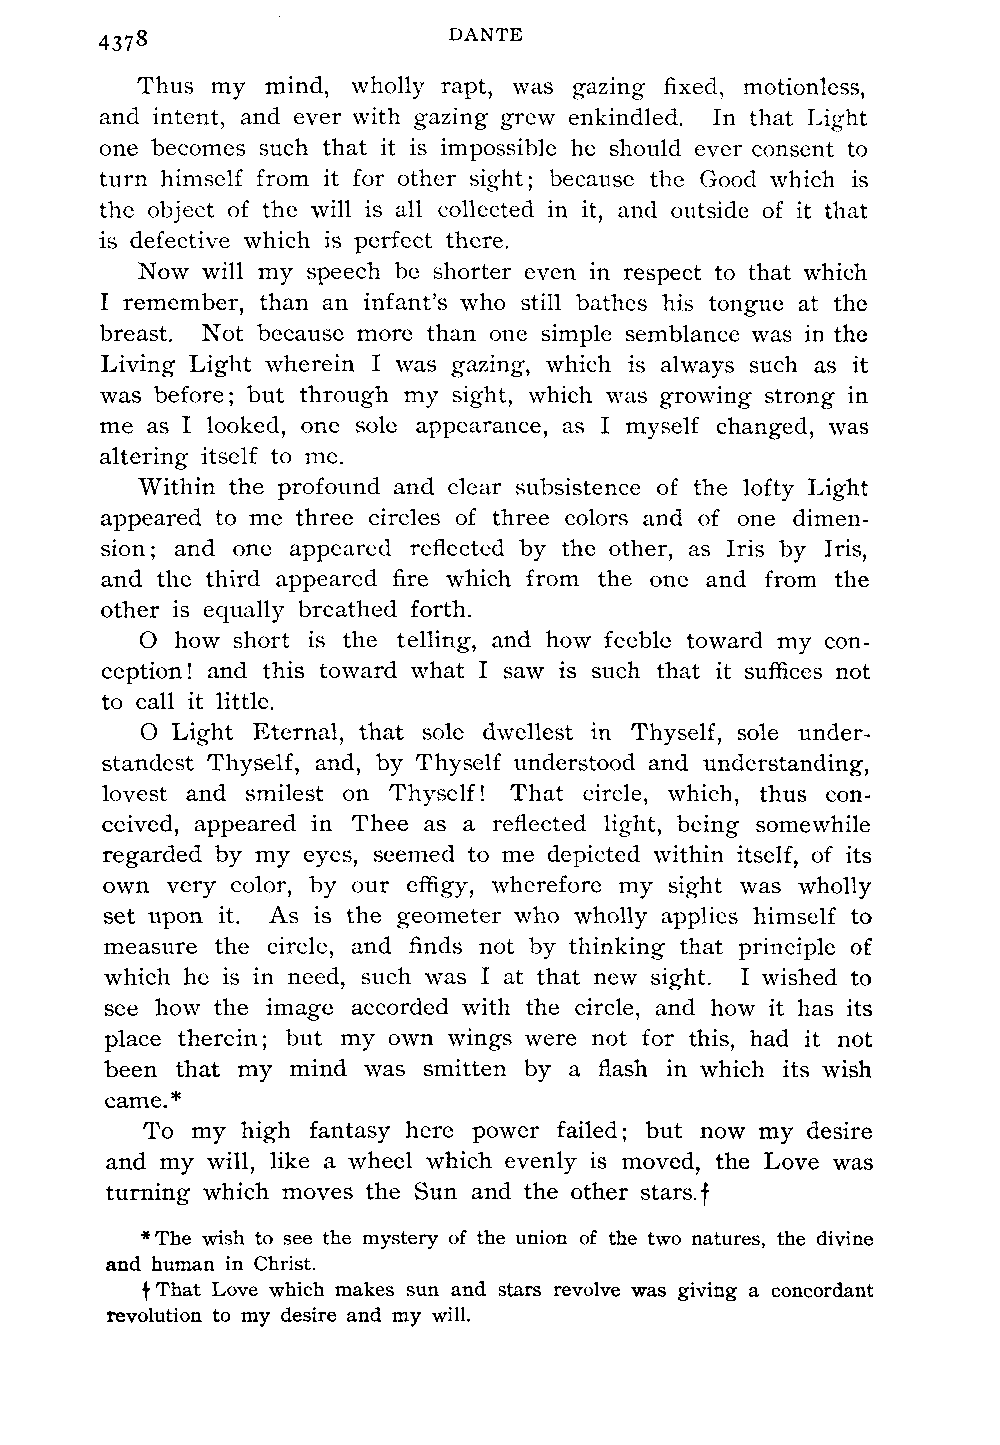 4378
DANTE
Thus my mind, wholly rapt, was gazing fixed, motionless,
and intent, and ever with gazing grew enkindled. In that Light
one becomes such that it is impossible he should ever consent to
turn himself from it for other sight; because the Good which is
the object of the will is all collected in it, and outside of it that
is defective which is perfect there.
Now will my speech be shorter even in respect to that which
I remember, than an infant's who still bathes his tongue at the
breast. Not because more than one simple semblance was in the
Living Light wherein I was gazing, which is always such as it
was before; but through my sight, which was growing strong in
me as I looked, one sole appearance, as I myself changed, was
altering itself to me.
Within the profound and clear subsistence of the lofty Light
appeared to me three circles of three colors and of one dimen-
sion; and one appeared reflected by the other, as Iris by Iris,
and the third appeared fire which from the one and from the
other is equally breathed forth.
O how short is the telling, and how feeble toward my con-
ception! and this toward what I saw is such that it suffices not
to call it little.
O Light Eternal, that sole dwellest in Thyself, sole under-
standest Thyself, and, by Thyself understood and understanding,
lovest and smilest on Thyself! That circle, which, thus con-
ceived, appeared in Thee as a reflected light, being somewhile
regarded by my eyes, seemed to me depicted within itself, of its
own very color, by our effigy, wherefore my sight was wholly
set upon it. As is the geometer who wholly applies himself to
measure the circle, and finds not by thinking that principle of
which he is in need, such was I at that new sight. I wished to
see how the image accorded with the circle, and how it has its
place therein; but my own wings were not for this, had it not
been that my mind was smitten by a flash in which its wish
came.*
To my high fantasy here power failed; but now my desire
and my will, like a wheel which evenly is moved, the Love was
turning which moves the Sun and the other stars.†
*The wish to see the mystery of the union of the two natures, the divine
and human in Christ.
†That Love which makes sun and stars revolve was giving a concordant
revolution to my desire and my will.